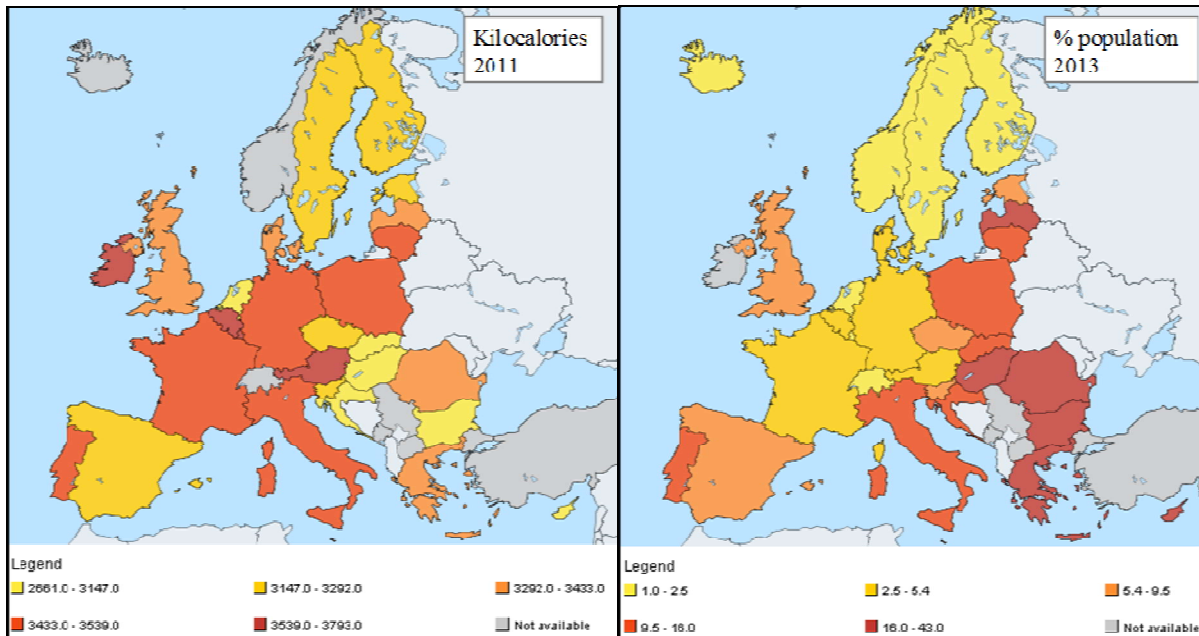 Kilocalories
2011
% population
2013
Legend
2661.0 - 3147.0
3147.0 - 3292.0
3292.0 - 3433.0
3433.0 - 3539.0
3539.0 - 3793.0
Not available
Legend
1.0 - 2.5
2.5 - 5.4
5.4 - 9.5
9.5 - 16.0
16.0 - 43.0
Not available